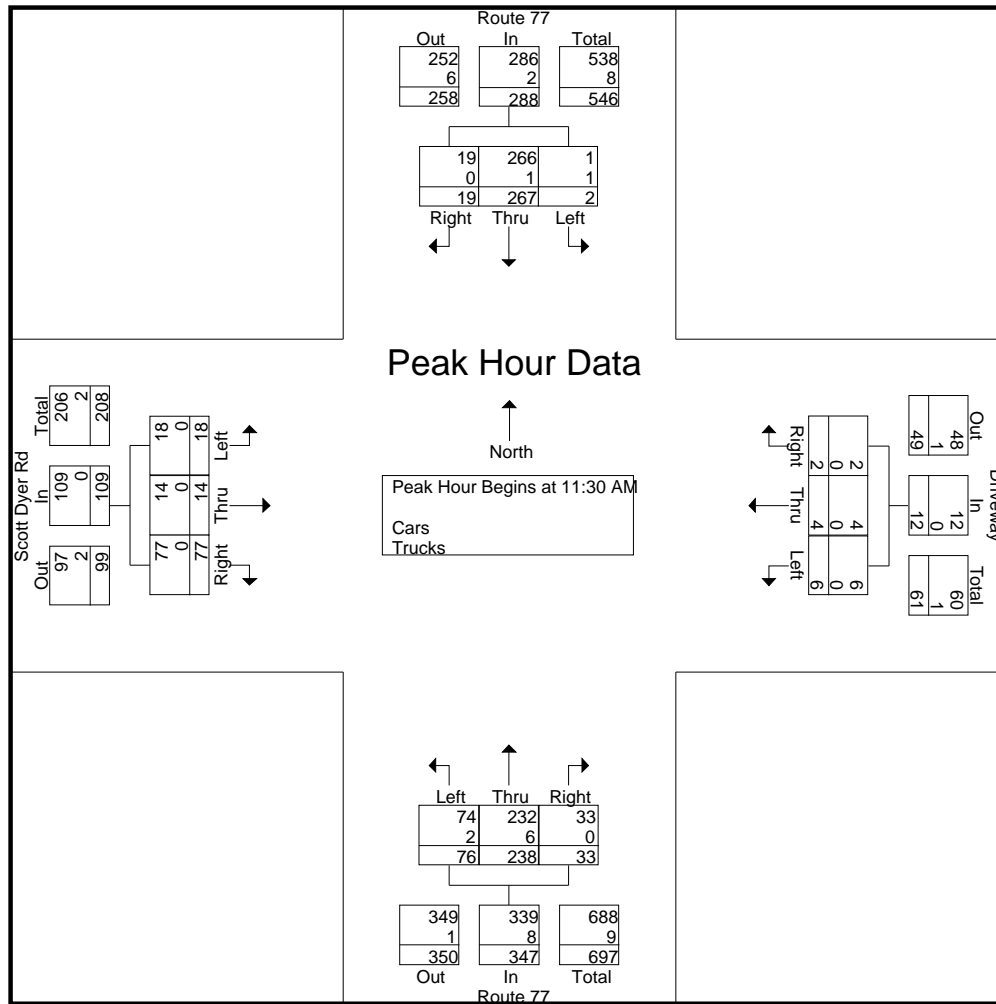 Route 77
Out In Total
252 286 538
6 2 8
258 288 546
19 266 1
0 1 1
19 267 2
Right Thru Left
Peak Hour Data
North
Peak Hour Begins at 11:30 AM
Cars
Trucks
Scott Dyer Rd
Out In Total
97 109 206
2 0 2
99 109 208
77 14 18
0 0 0
77 14 18
Right Thru Left
Driveway
Out In Total
48 12 60
1 0 1
49 12 61
Right Thru Left
2 4 6
0 0 0
2 4 6
Left Thru Right
74 232 33
2 6 0
76 238 33
349 339 688
1 8 9
350 347 697
Out In Total
Route 77